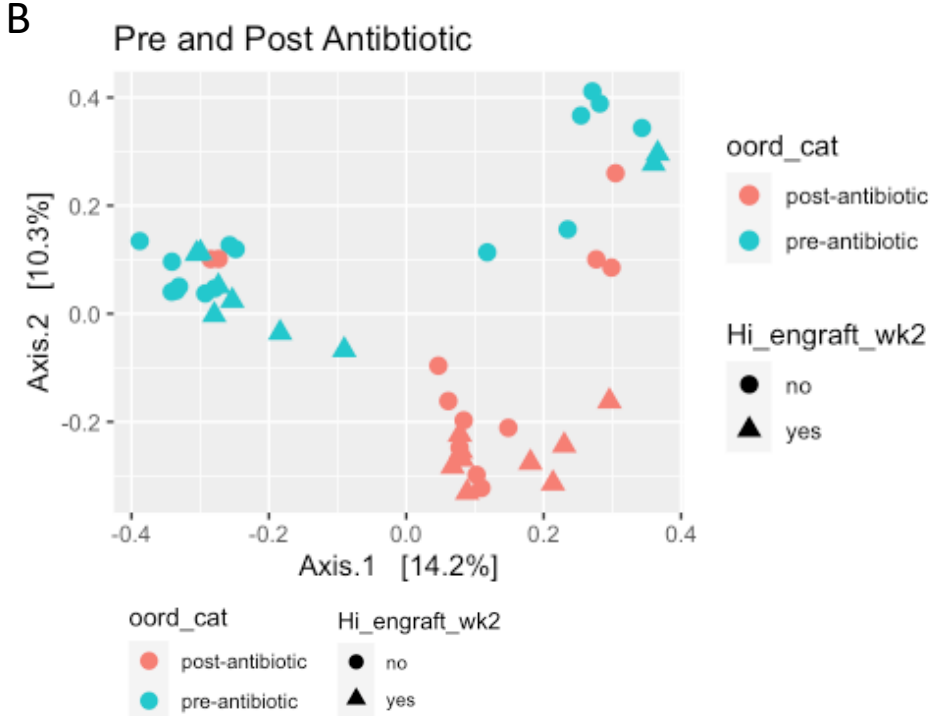 B
Pre and Post Antibtiotic
0.4
0.2
0.0
-0.2
Axis.2 [10.3%]
-0.4 -0.2 0.0 0.2 0.4
Axis.1 [14.2%]
oord_cat
post-antibiotic
pre-antibiotic
Hi_engraft_wk2
no
yes
oord_cat
post-antibiotic
pre-antibiotic
Hi_engraft_wk2
no
yes